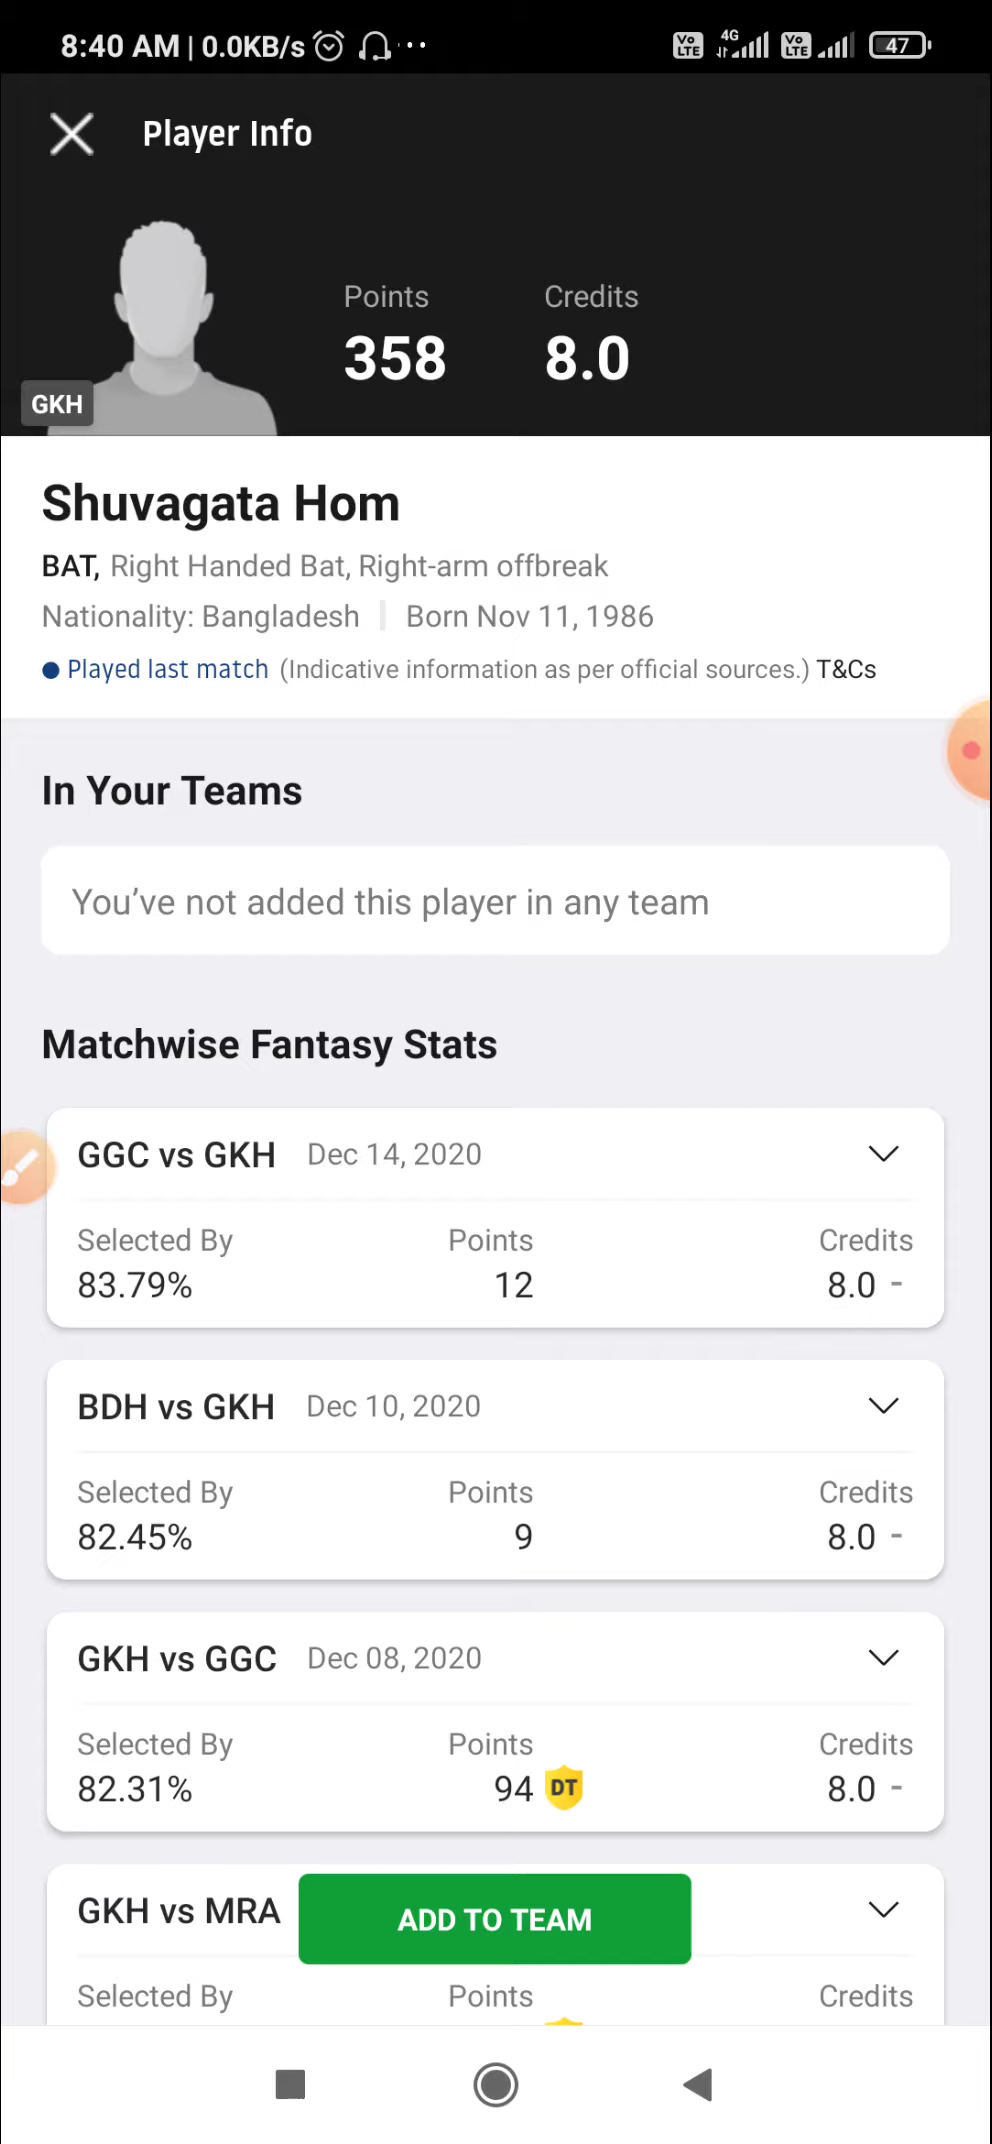 8:40 AM | 0.0KB/s ... Vo LTE 4G Vo LTE 47
Player Info
Points Credits
358 8.0
GKH
Shuvagata Hom
BAT, Right Handed Bat, Right-arm offbreak
Nationality: Bangladesh | Born Nov 11, 1986
Played last match (Indicative information as per official sources.) T&Cs
In Your Teams
You've not added this player in any team
Matchwise Fantasy Stats
GGC vs GKH Dec 14, 2020
Selected By Points Credits
83.79% 12 8.0 -
BDH vs GKH Dec 10, 2020
Selected By Points Credits
82.45% 9 8.0 -
GKH vs GGC Dec 08, 2020
Selected By Points Credits
82.31% 94 DT 8.0 -
GKH vs MRA
ADD TO TEAM
Selected By Points Credits